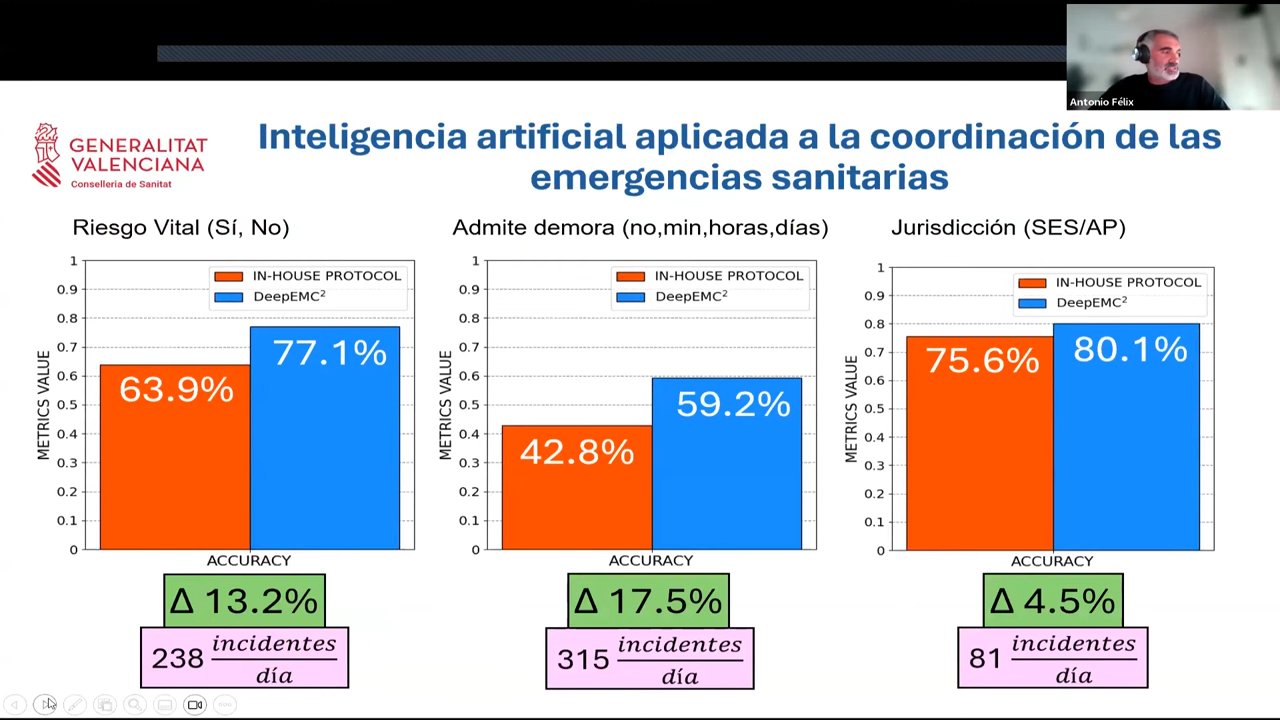 Antonio Félix
GENERALITAT
VALENCIANA
Conselleria de Sanitat
Inteligencia artificial aplicada a la coordinación de las
emergencias sanitarias
Riesgo Vital (Sí, No)
1
0.9
0.8
0.7
0.6
0.5
0.4
0.3
0.2
0.1
0
METRICS VALUE
IN-HOUSE PROTOCOL
DeepEMC²
63.9%
77.1%
ACCURACY
Δ 13.2%
238 incidentes
día
Admite demora (no,min,horas,días)
1
0.9
0.8
0.7
0.6
0.5
0.4
0.3
0.2
0.1
0
METRICS VALUE
IN-HOUSE PROTOCOL
DeepEMC²
42.8%
59.2%
ACCURACY
Δ 17.5%
315 incidentes
día
Jurisdicción (SES/AP)
1
0.9
0.8
0.7
0.6
0.5
0.4
0.3
0.2
0.1
0
METRICS VALUE
IN-HOUSE PROTOCOL
DeepEMC²
75.6%
80.1%
ACCURACY
Δ 4.5%
81 incidentes
día